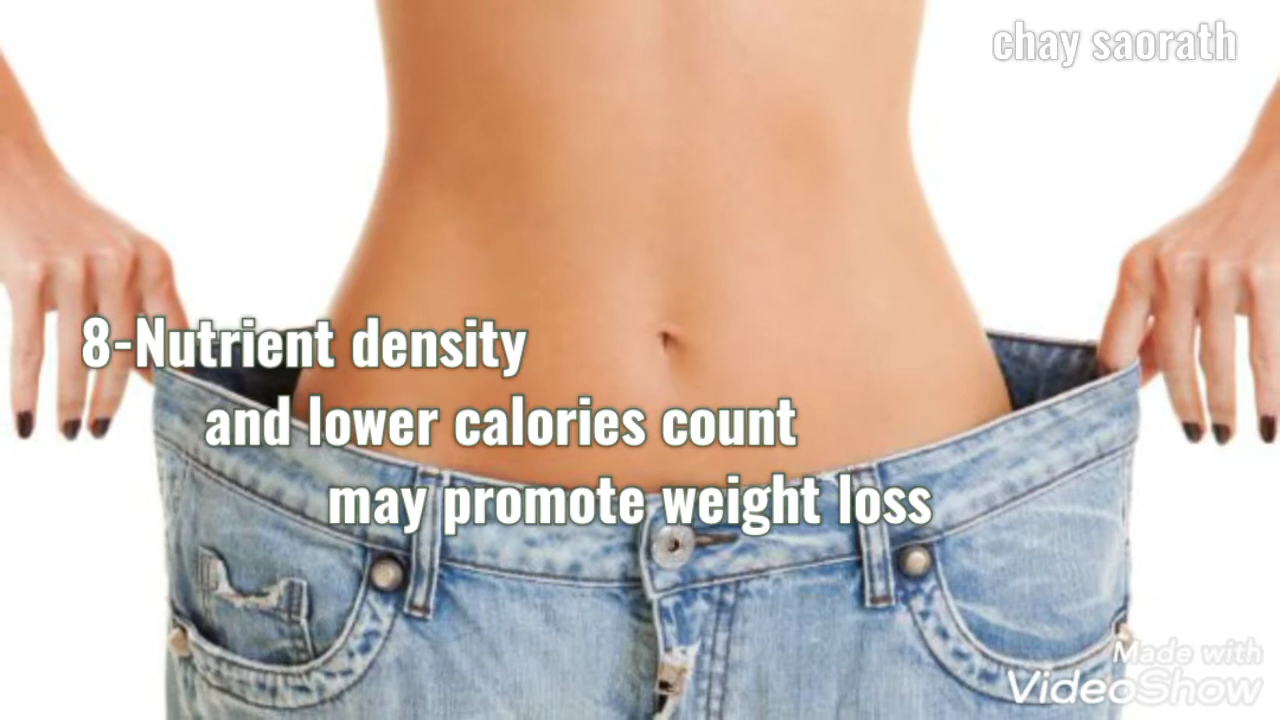 chay saorath
8-Nutrient density
and lower calories count
may promote weight loss
Made with
VideoShow